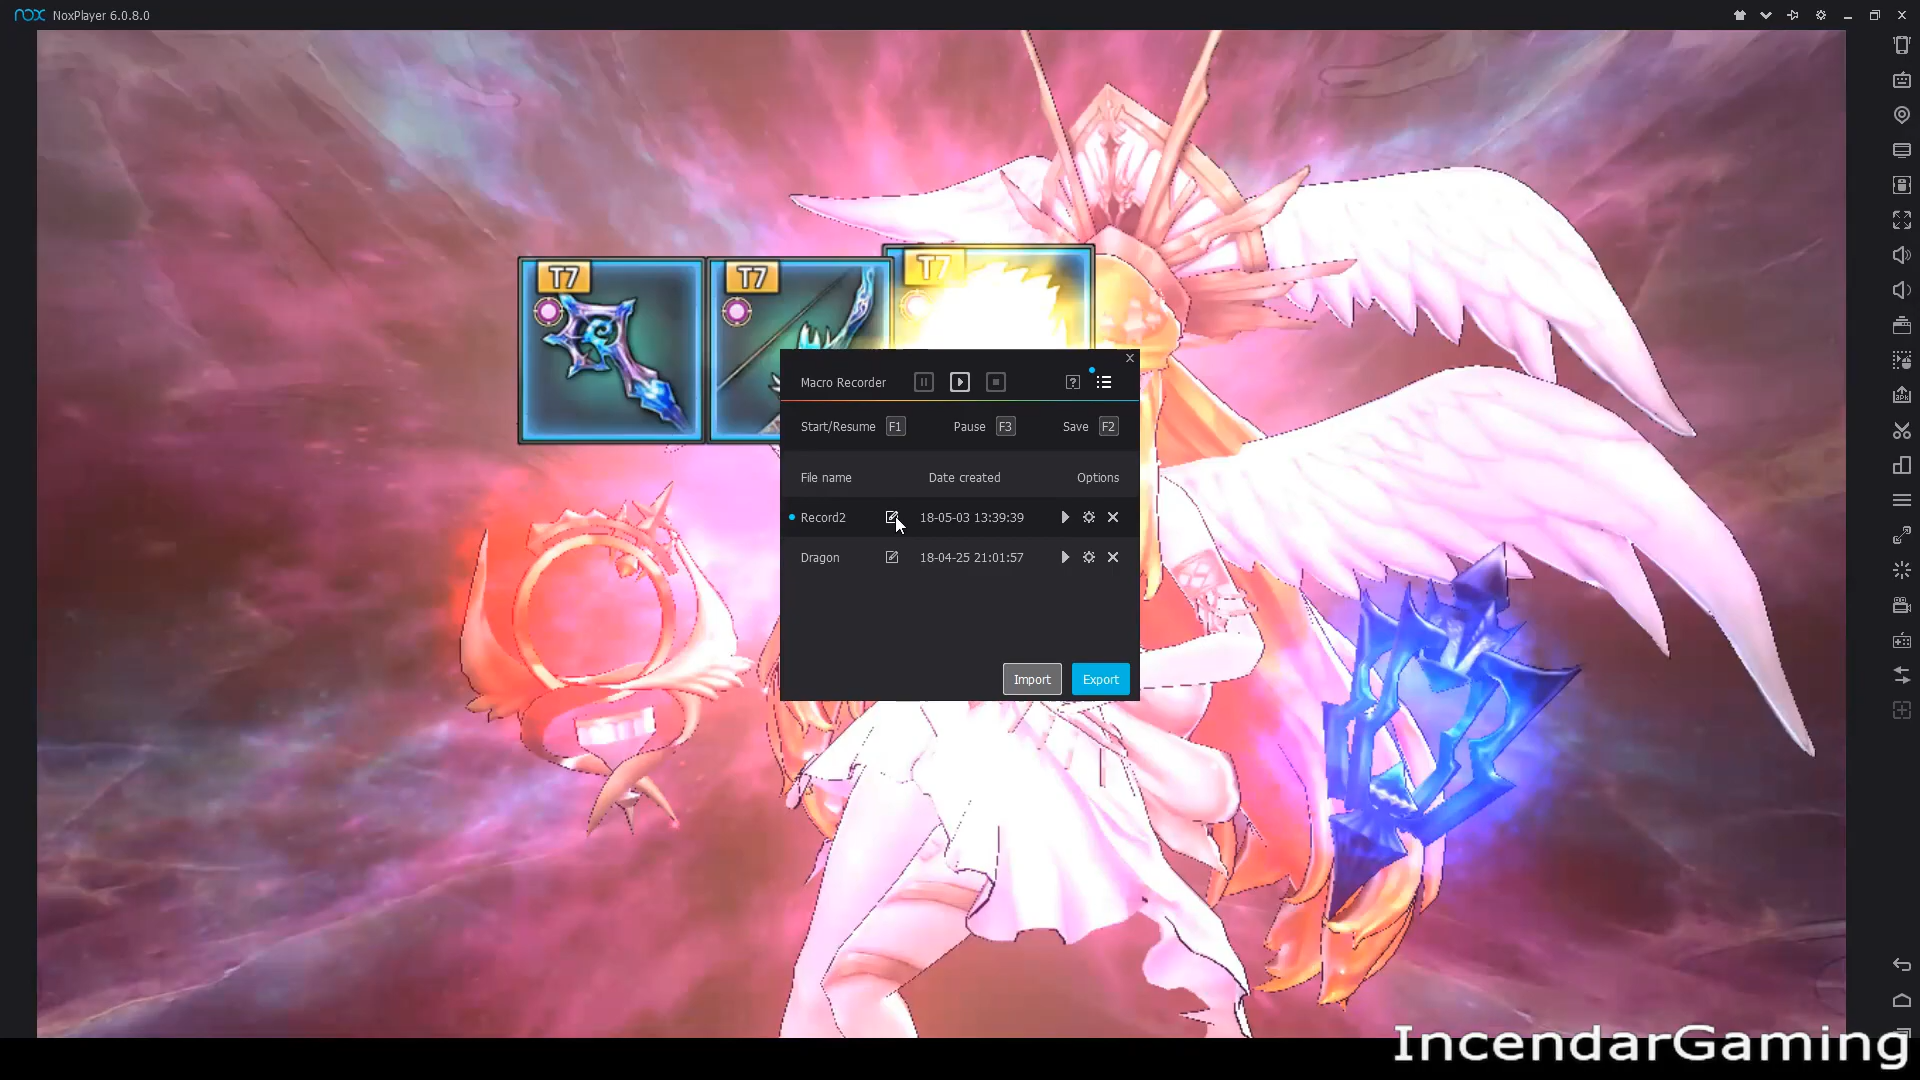 nox NoxPlayer 6.0.8.0
T7
T7
T7
Macro Recorder
Start/Resume F1 Pause F3 Save F2
File name Date created Options
Record2 18-05-03 13:39:39
Dragon 18-04-25 21:01:57
Import Export
IncendarGaming